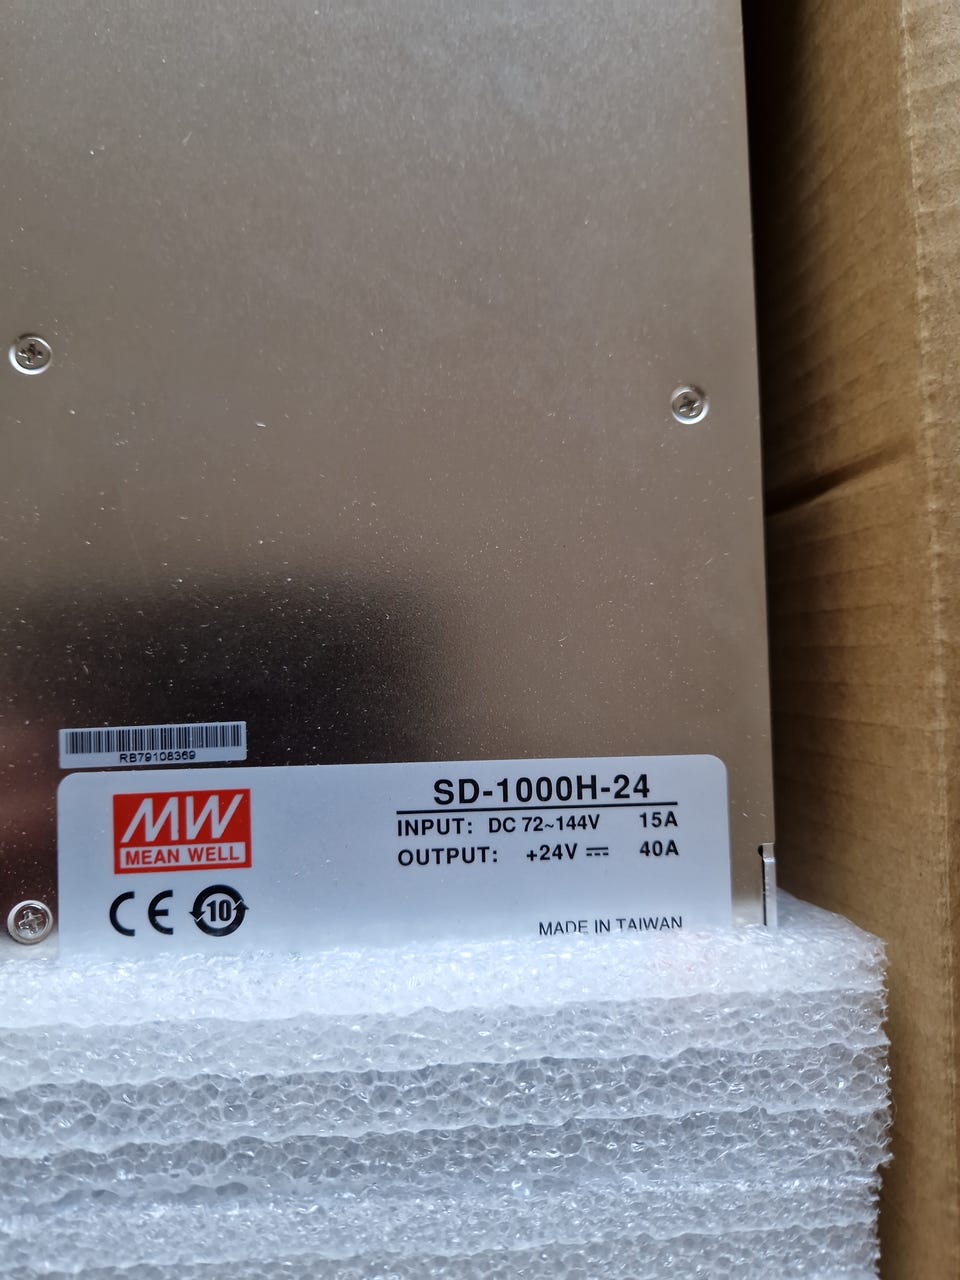 RB79108369
MW
MEAN WELL
SD-1000H-24
INPUT: DC 72~144V 15A
OUTPUT: +24V ⎓ 40A
CE 10
MADE IN TAIWAN